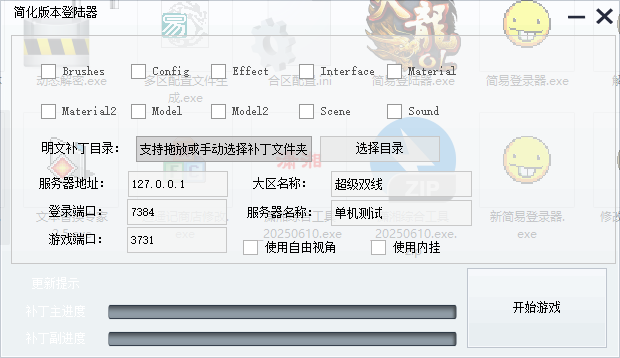 简化版本登陆器
Brushes Config Effect Interface Material
动态解密.exe 多区配置文件生成.exe 合区配置.ini 简易登陆器.exe 简易登录器.exe
Material2 Model Model2 Scene Sound
明文补丁目录： 支持拖放或手动选择补丁文件夹 选择目录
服务器地址： 127.0.0.1 大区名称： 超级双线
ZIP
登录端口： 7384 服务器名称： 单机测试
新简易登录器.exe
游戏端口： 3731 使用自由视角 使用内挂
20250610.exe 20250610.exe.
更新提示
补丁主进度
补丁副进度
开始游戏